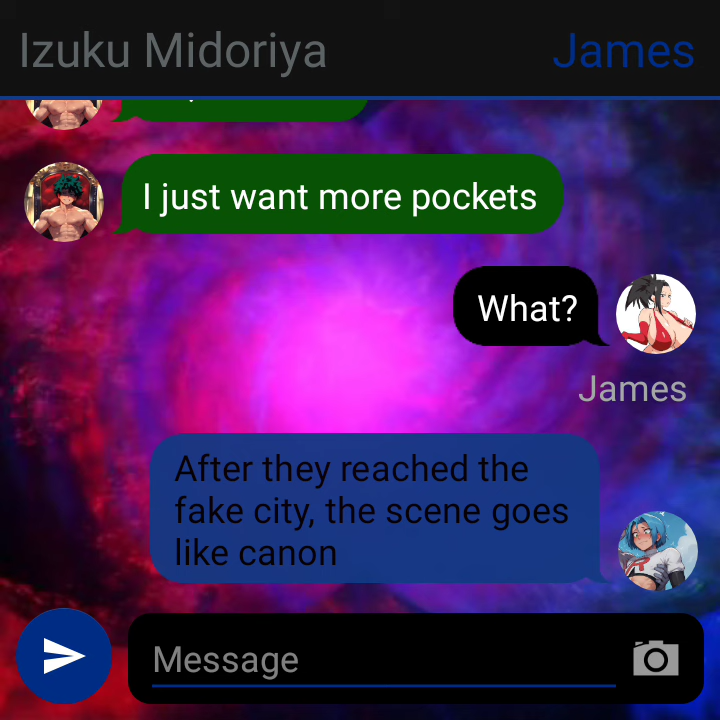 Izuku Midoriya
James
I just want more pockets
What?
James
After they reached the
fake city, the scene goes
like canon
Message